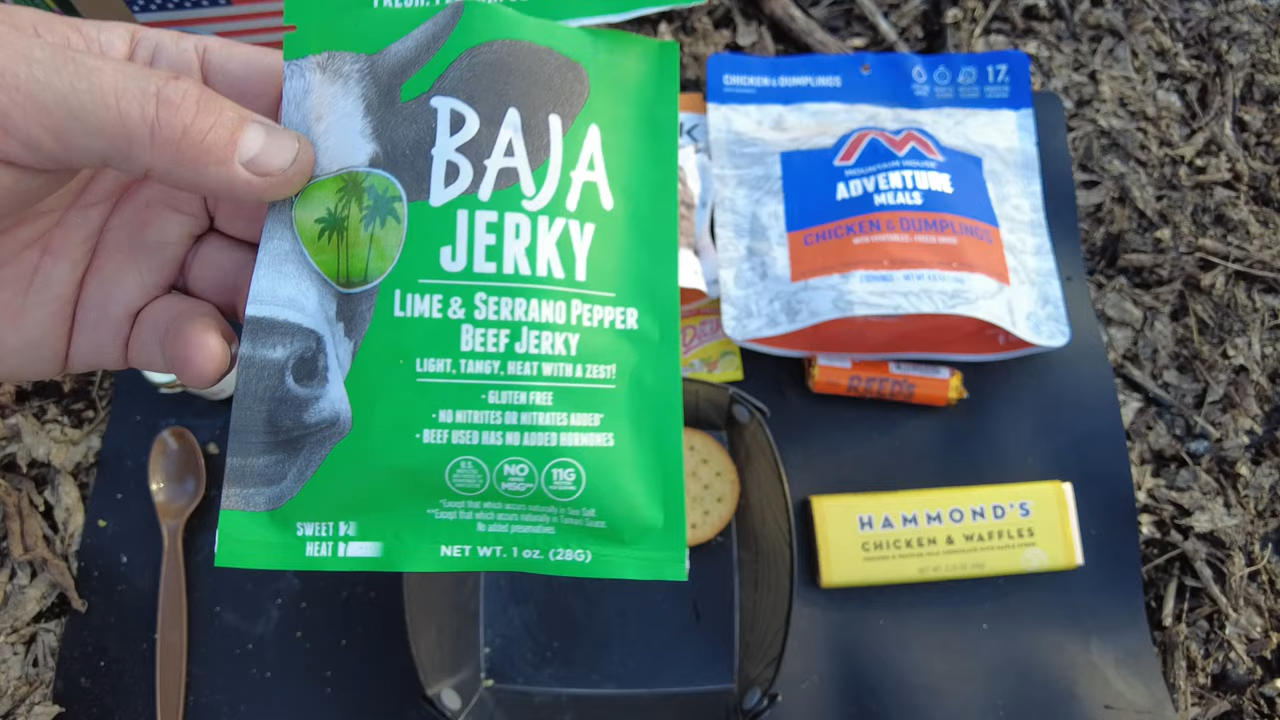 BAJA
JERKY
LIME & SERRANO PEPPER
BEEF JERKY
LIGHT, TANGY, HEAT WITH A ZEST!
- GLUTEN FREE
- NO NITRITES OR NITRATES ADDED*
- BEEF USED HAS NO ADDED HORMONES
U.S.
NO
MSG**
11G
*Except that which occurs naturally in Sea Salt.
**Except that which occurs naturally in Tamari Sauce.
No added preservatives.
SWEET
HEAT
NET WT. 1 OZ. (28G)
CHICKEN & DUMPLINGS
17
MOUNTAIN HOUSE
ADVENTURE
MEALS
CHICKEN & DUMPLINGS
REED'S
HAMMOND'S
CHICKEN & WAFFLES